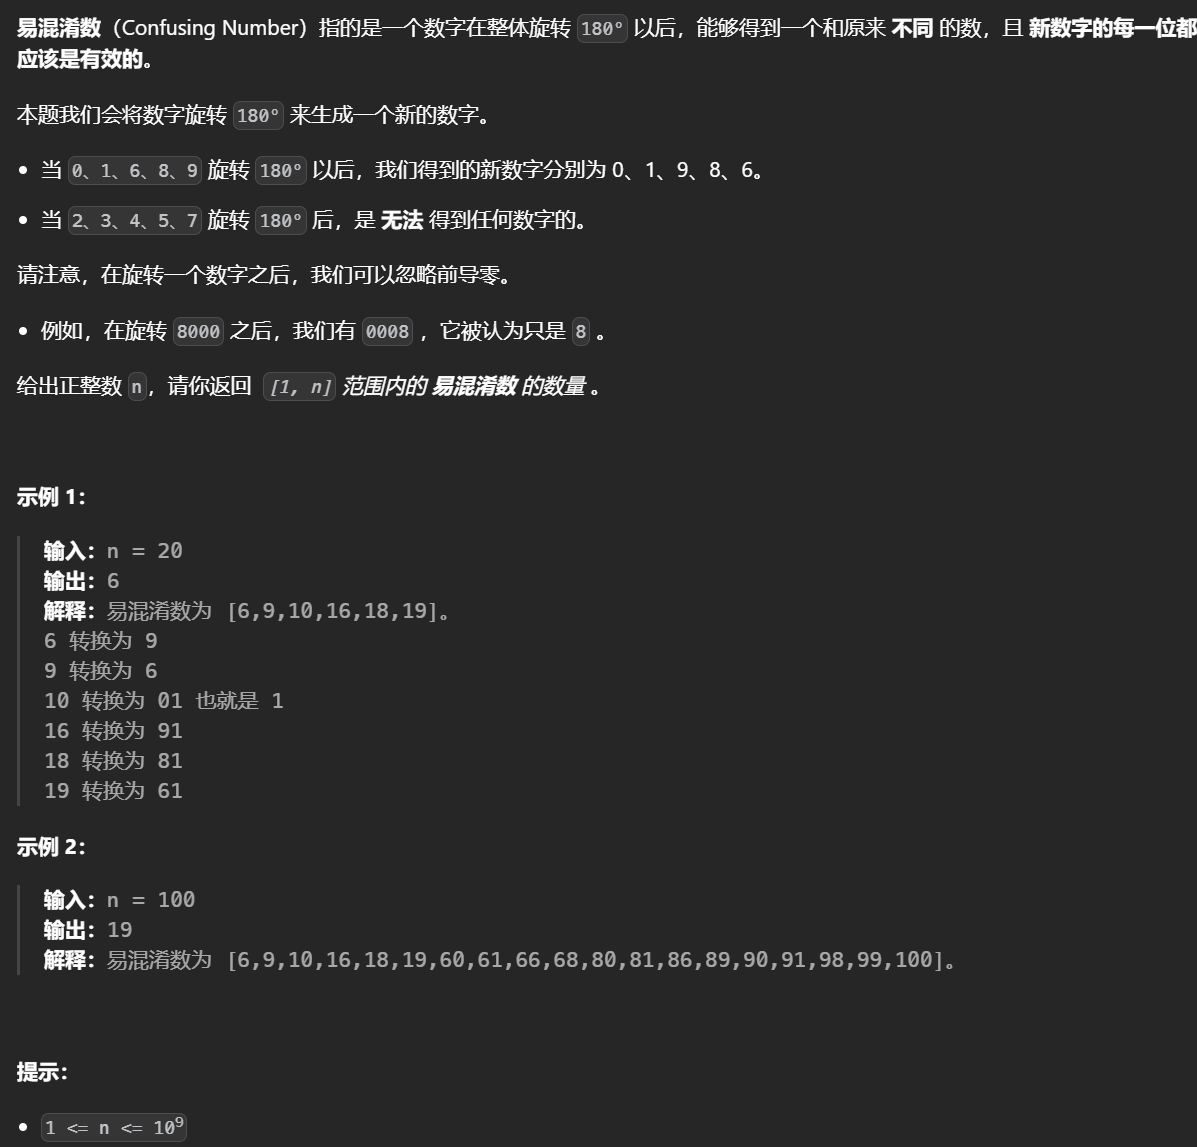 易混淆数（Confusing Number）指的是一个数字在整体旋转 180° 以后，能够得到一个和原来 不同 的数，且 新数字的每一位都
应该是有效的。
本题我们会将数字旋转 180° 来生成一个新的数字。
• 当 0、1、6、8、9 旋转 180° 以后，我们得到的新数字分别为 0、1、9、8、6。
• 当 2、3、4、5、7 旋转 180° 后，是 无法 得到任何数字的。
请注意，在旋转一个数字之后，我们可以忽略前导零。
• 例如，在旋转 8000 之后，我们有 0008 ，它被认为只是 8 。
给出正整数 n，请你返回 [1, n] 范围内的 易混淆数 的数量 。
示例 1：
输入：n = 20
输出：6
解释：易混淆数为 [6,9,10,16,18,19]。
6 转换为 9
9 转换为 6
10 转换为 01 也就是 1
16 转换为 91
18 转换为 81
19 转换为 61
示例 2：
输入：n = 100
输出：19
解释：易混淆数为 [6,9,10,16,18,19,60,61,66,68,80,81,86,89,90,91,98,99,100]。
提示：
• 1 <= n <= 10⁹